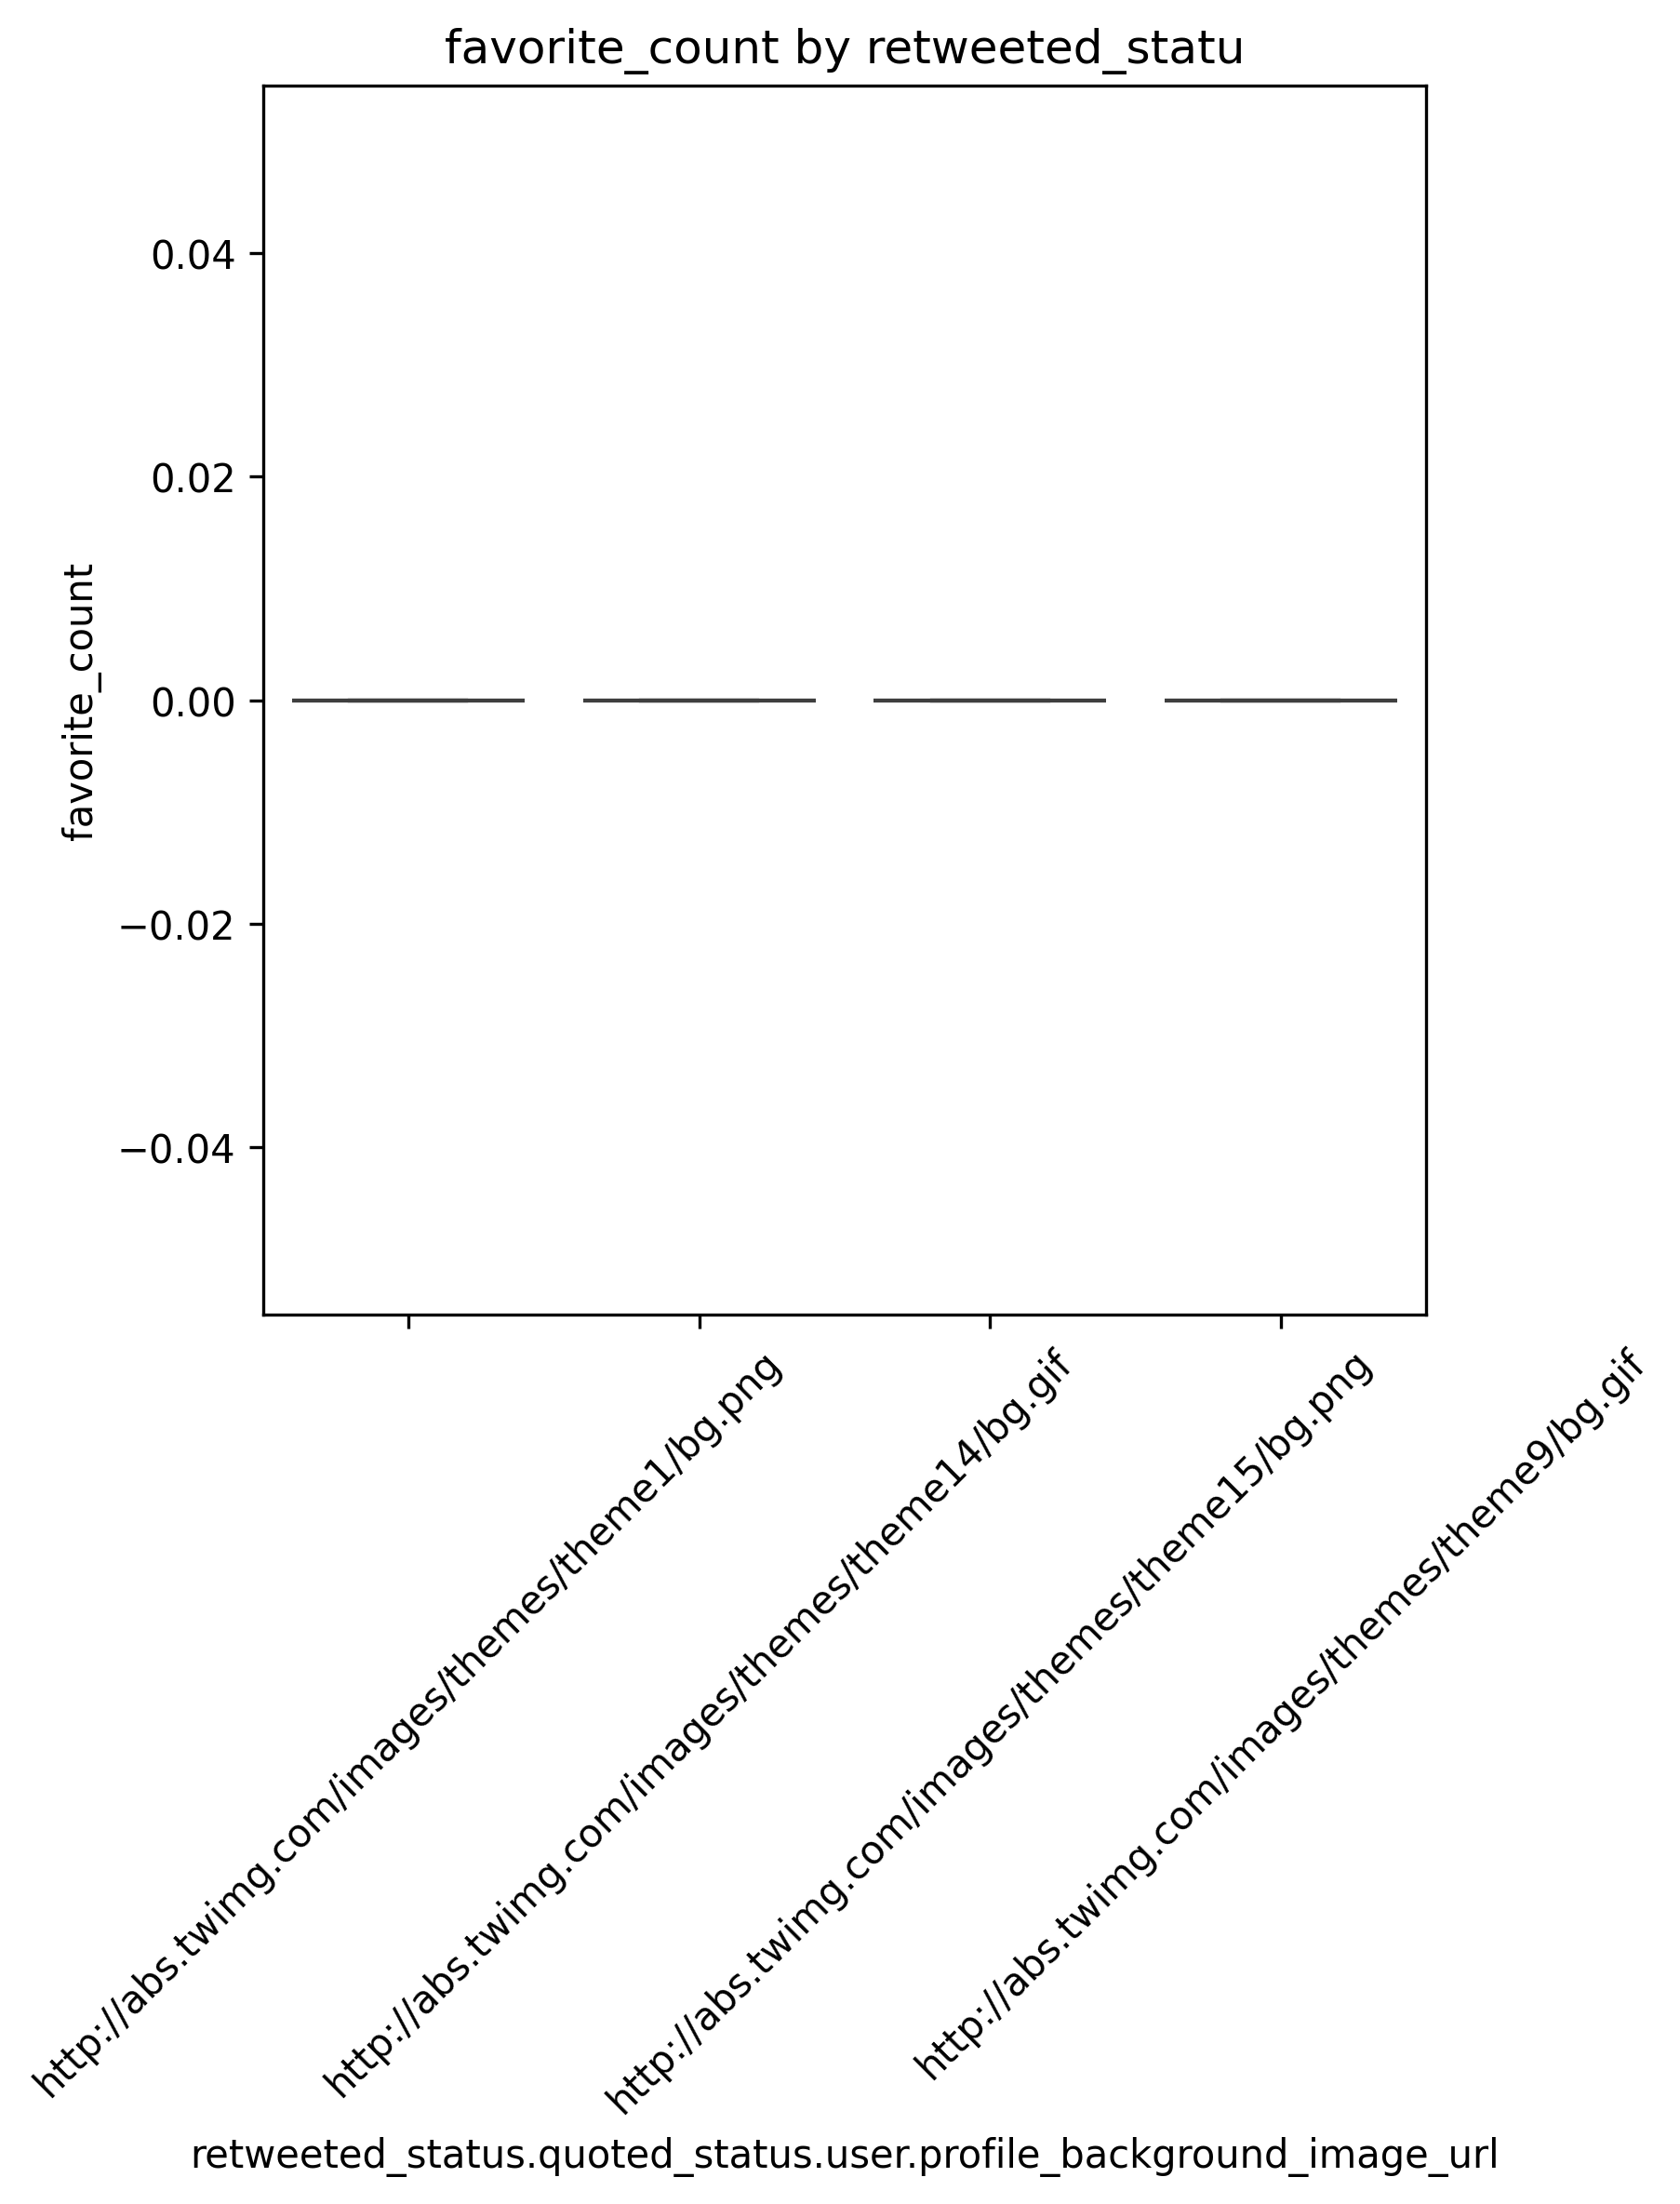 favorite_count by retweeted_statu
favorite_count
0.04
0.02
0.00
−0.02
−0.04
http://abs.twimg.com/images/themes/theme1/bg.png
http://abs.twimg.com/images/themes/theme14/bg.gif
http://abs.twimg.com/images/themes/theme15/bg.png
http://abs.twimg.com/images/themes/theme9/bg.gif
retweeted_status.quoted_status.user.profile_background_image_url